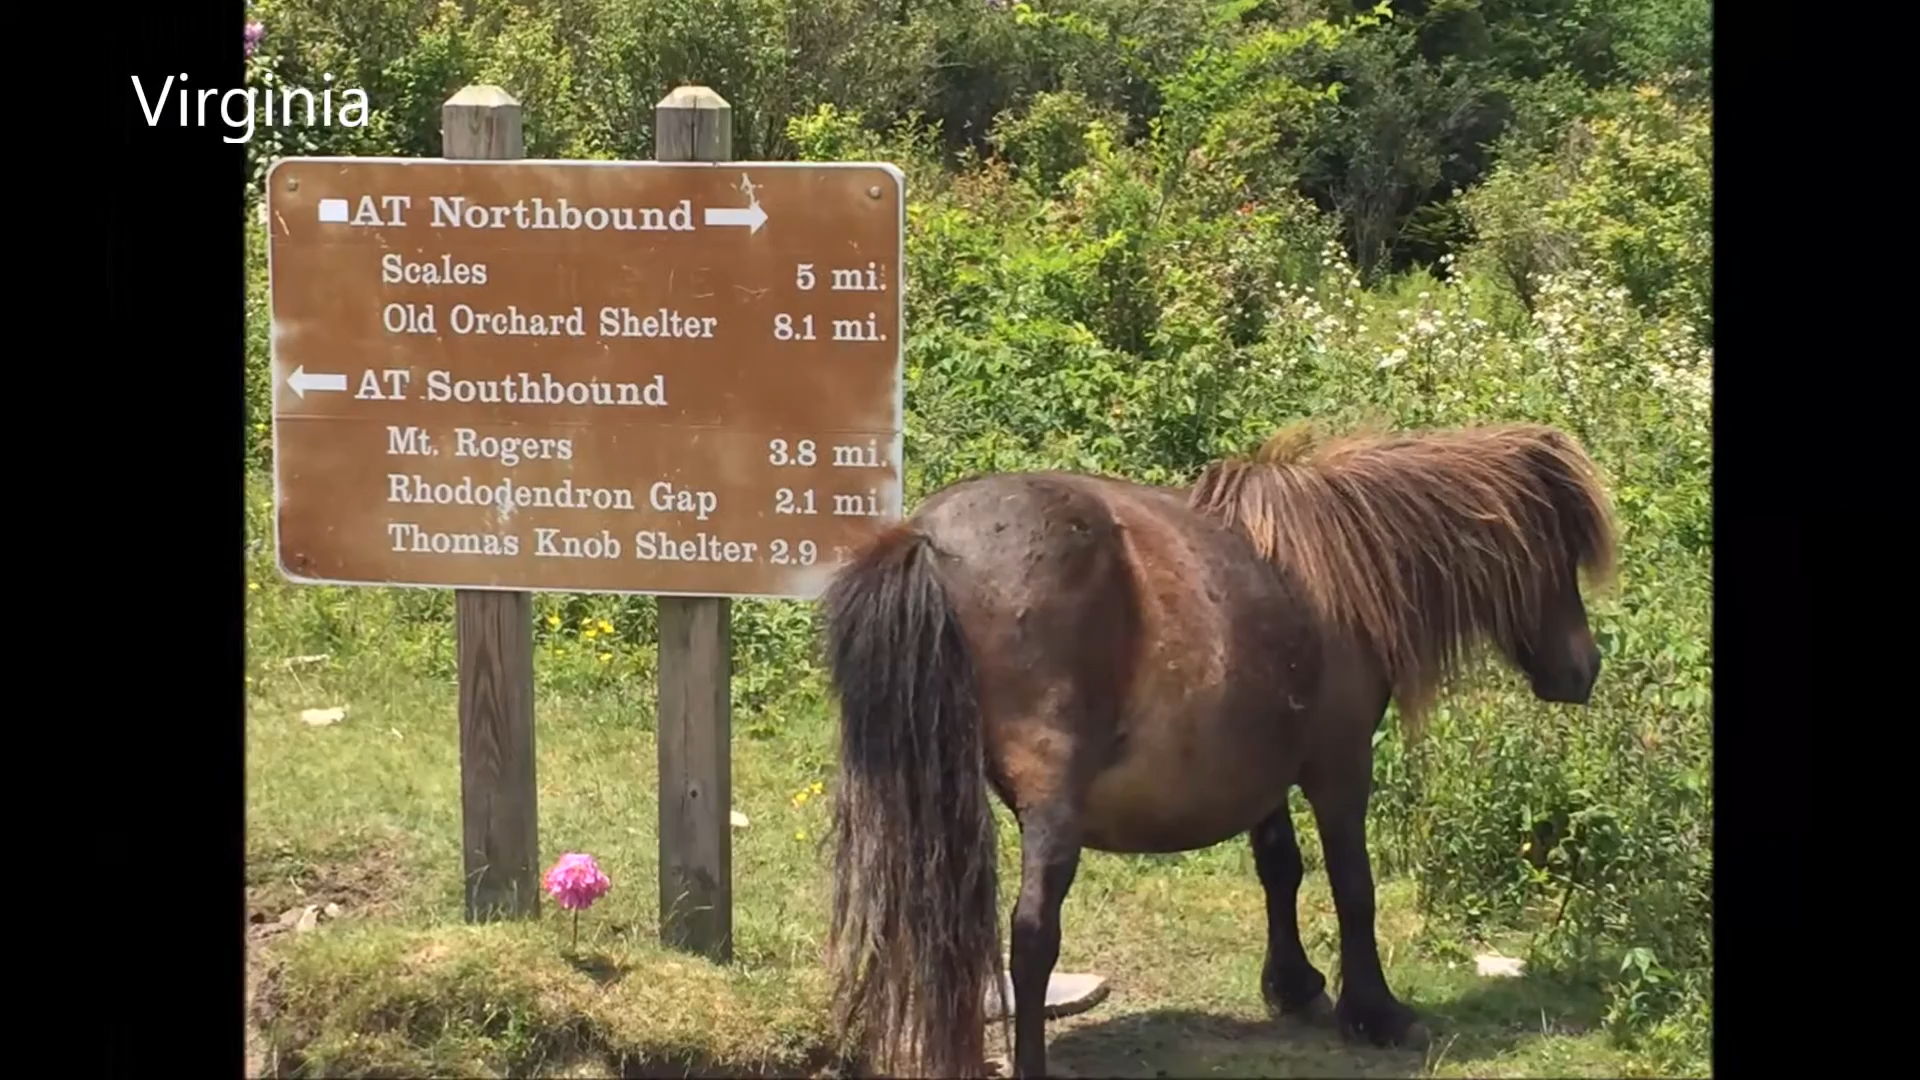 Virginia
AT Northbound
Scales 5 mi.
Old Orchard Shelter 8.1 mi.
AT Southbound
Mt. Rogers 3.8 mi.
Rhododendron Gap 2.1 mi.
Thomas Knob Shelter 2.9